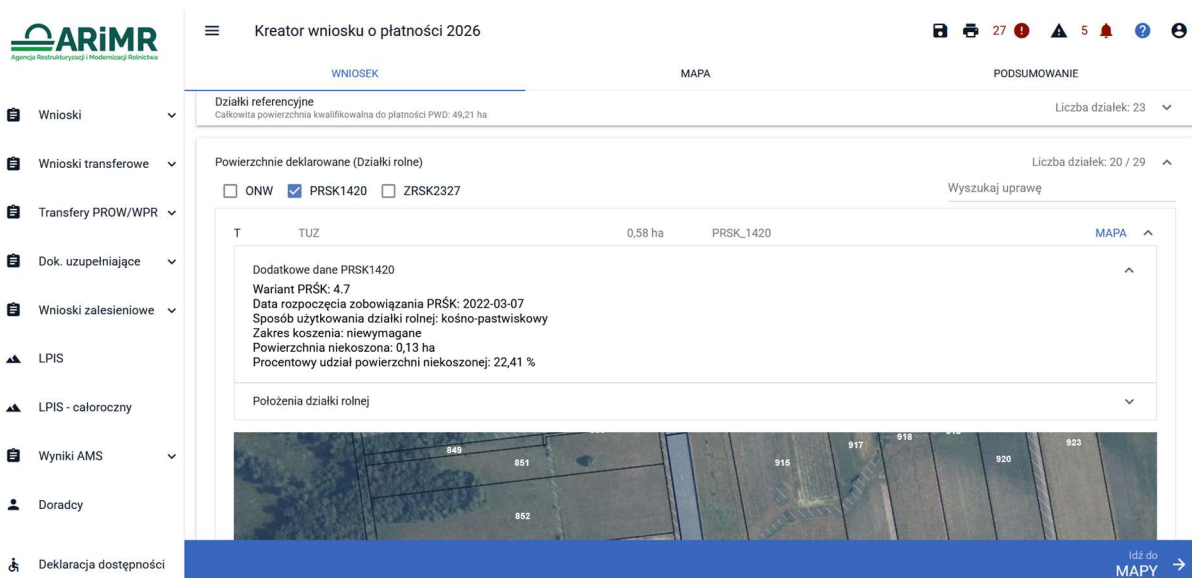 ARiMR
Agencja Restrukturyzacji i Modernizacji Rolnictwa
Kreator wniosku o płatności 2026
27
5
WNIOSEK
MAPA
PODSUMOWANIE
Wnioski
Wnioski transferowe
Transfery PROW/WPR
Dok. uzupełniające
Wnioski zalesieniowe
LPIS
LPIS - całoroczny
Wyniki AMS
Doradcy
Deklaracja dostępności
Działki referencyjne
Całkowita powierzchnia kwalifikowalna do płatności PWD: 49,21 ha
Liczba działek: 23
Powierzchnie deklarowane (Działki rolne)
Liczba działek: 20 / 29
ONW PRSK1420 ZRSK2327
Wyszukaj uprawę
T TUZ 0,58 ha PRSK_1420 MAPA
Dodatkowe dane PRSK1420
Wariant PRŚK: 4.7
Data rozpoczęcia zobowiązania PRŚK: 2022-03-07
Sposób użytkowania działki rolnej: kośno-pastwiskowy
Zakres koszenia: niewymagane
Powierzchnia niekoszona: 0,13 ha
Procentowy udział powierzchni niekoszonej: 22,41 %
Położenia działki rolnej
849
851
852
915
917
918
920
923
Idź do
MAPY